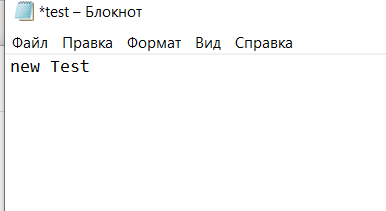 *test – Блокнот
Файл Правка Формат Вид Справка
new Test